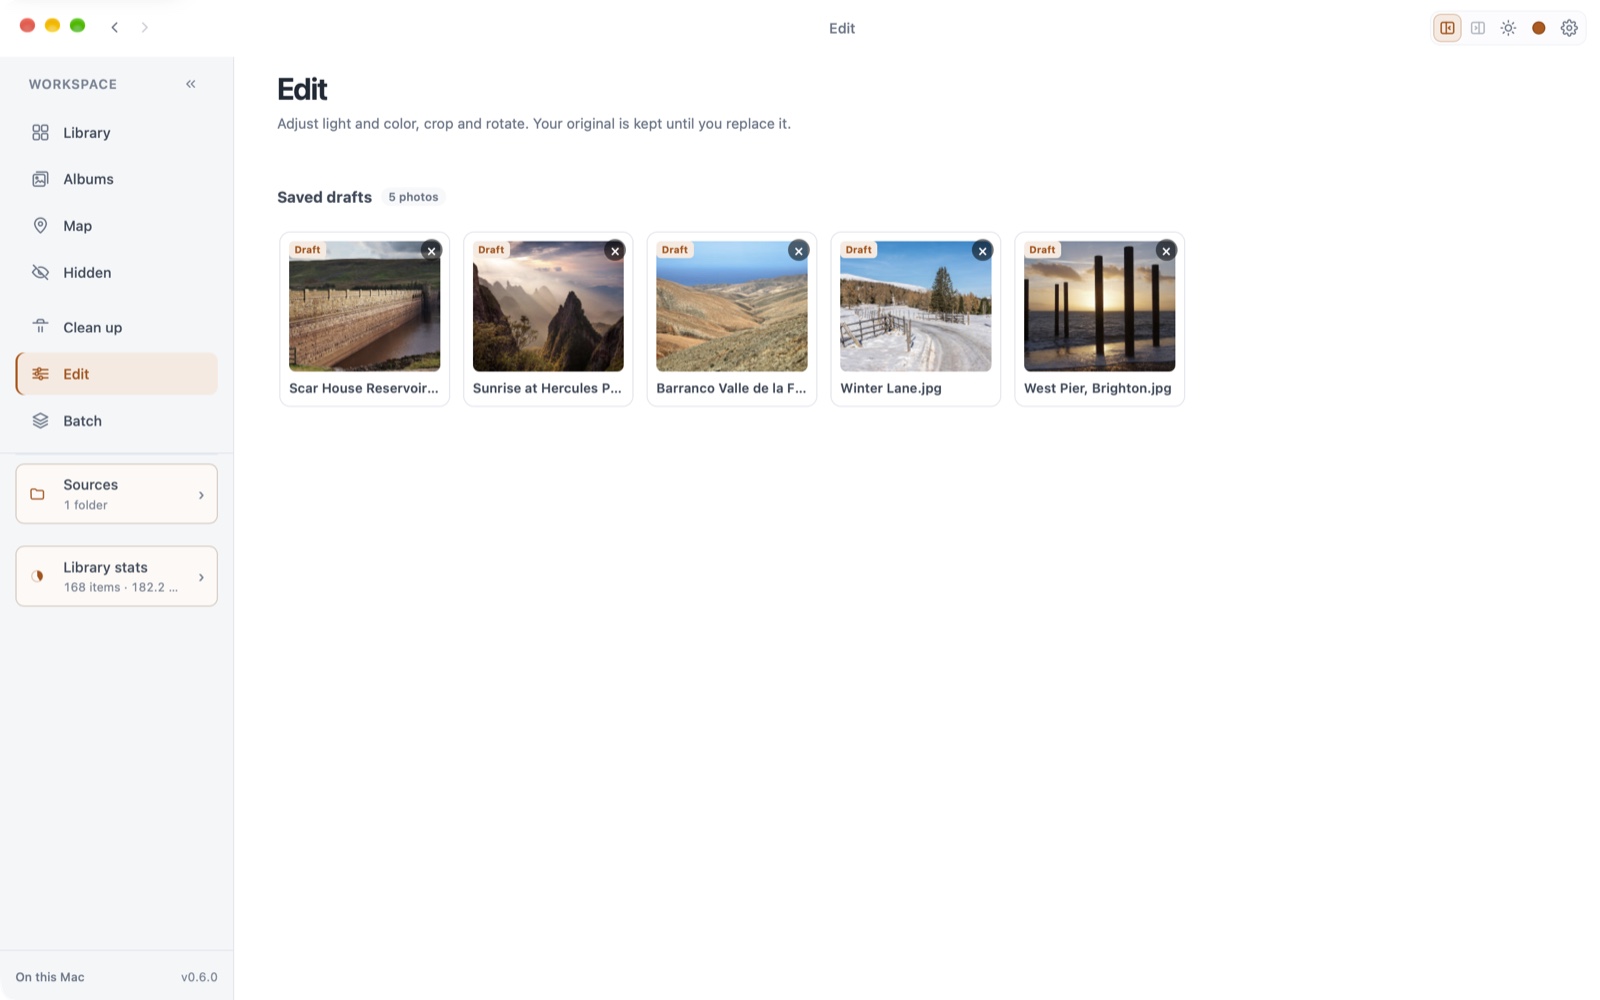 Edit
WORKSPACE
Library
Albums
Map
Hidden
Clean up
Edit
Batch
Sources
1 folder
Library stats
168 items · 182.2 ...
On this Mac
v0.6.0
Edit
Adjust light and color, crop and rotate. Your original is kept until you replace it.
Saved drafts
5 photos
Draft
Scar House Reservoir...
Draft
Sunrise at Hercules P...
Draft
Barranco Valle de la F...
Draft
Winter Lane.jpg
Draft
West Pier, Brighton.jpg